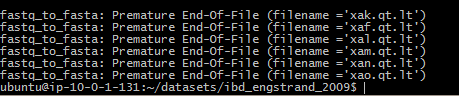 fastq_to_fasta: Premature End-Of-File (filename ='xak.qt.lt')
fastq_to_fasta: Premature End-Of-File (filename ='xaf.qt.lt')
fastq_to_fasta: Premature End-Of-File (filename ='xal.qt.lt')
fastq_to_fasta: Premature End-Of-File (filename ='xam.qt.lt')
fastq_to_fasta: Premature End-Of-File (filename ='xan.qt.lt')
fastq_to_fasta: Premature End-Of-File (filename ='xao.qt.lt')
ubuntu@ip-10-0-1-131:~/datasets/ibd_engstrand_2009$